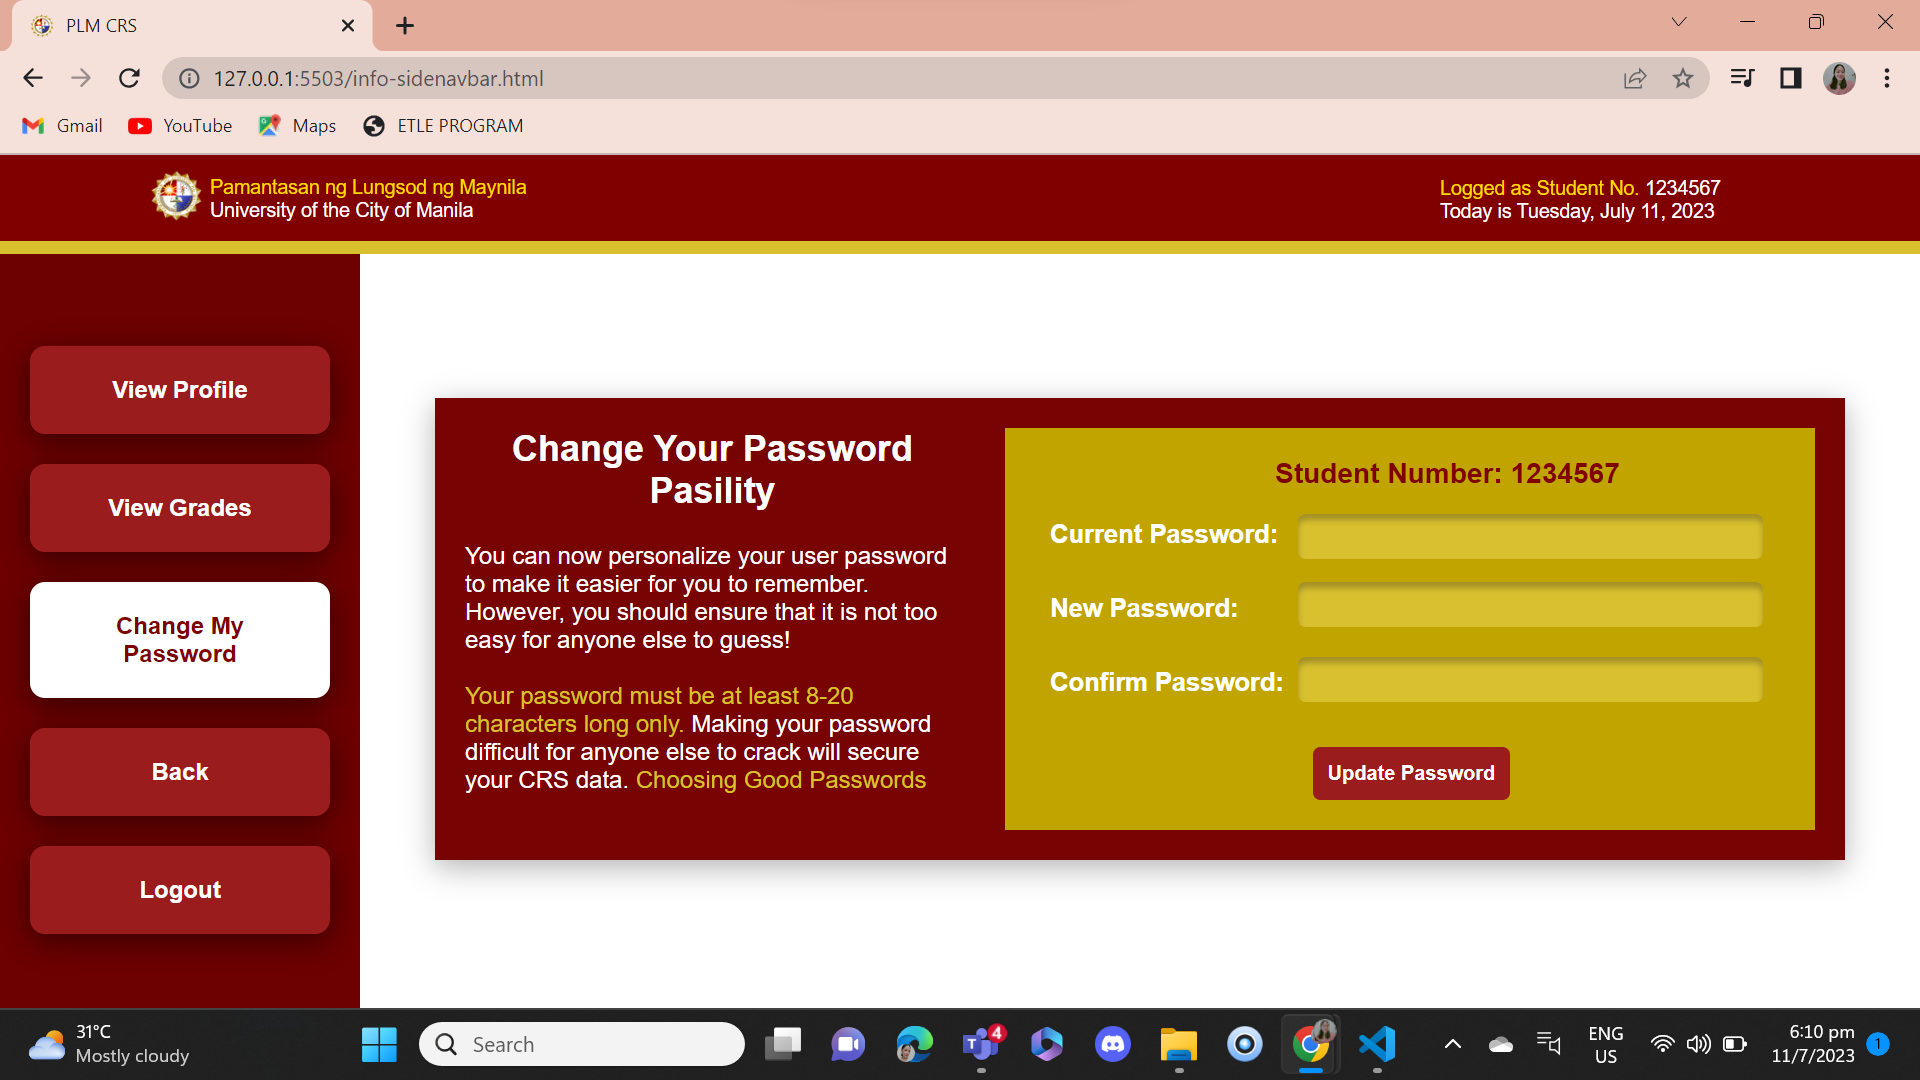 PLM CRS
127.0.0.1:5503/info-sidenavbar.html
Gmail
YouTube
Maps
ETLE PROGRAM
Pamantasan ng Lungsod ng Maynila
University of the City of Manila
Logged as Student No. 1234567
Today is Tuesday, July 11, 2023
View Profile
View Grades
Change My
Password
Back
Logout
Change Your Password
Pasility
You can now personalize your user password
to make it easier for you to remember.
However, you should ensure that it is not too
easy for anyone else to guess!
Your password must be at least 8-20
characters long only. Making your password
difficult for anyone else to crack will secure
your CRS data. Choosing Good Passwords
Student Number: 1234567
Current Password:
New Password:
Confirm Password:
Update Password
31°C
Mostly cloudy
Search
4
ENG
US
6:10 pm
11/7/2023
1